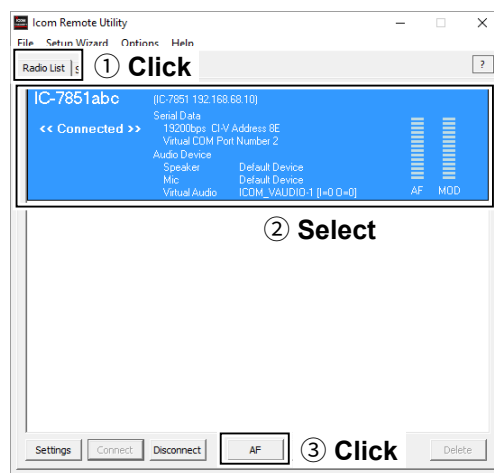 Icom Remote Utility
File Setup Wizard Options Help
Radio List
① Click
?
IC-7851abc (IC-7851 192.168.68.10)
<< Connected >>
Serial Data
19200bps CI-V Address 8E
Virtual COM Port Number 2
Audio Device
Speaker Default Device
Mic Default Device
Virtual Audio ICOM_VAUDIO-1 [I=0 O=0]
AF MOD
② Select
Settings Connect Disconnect AF ③ Click Delete